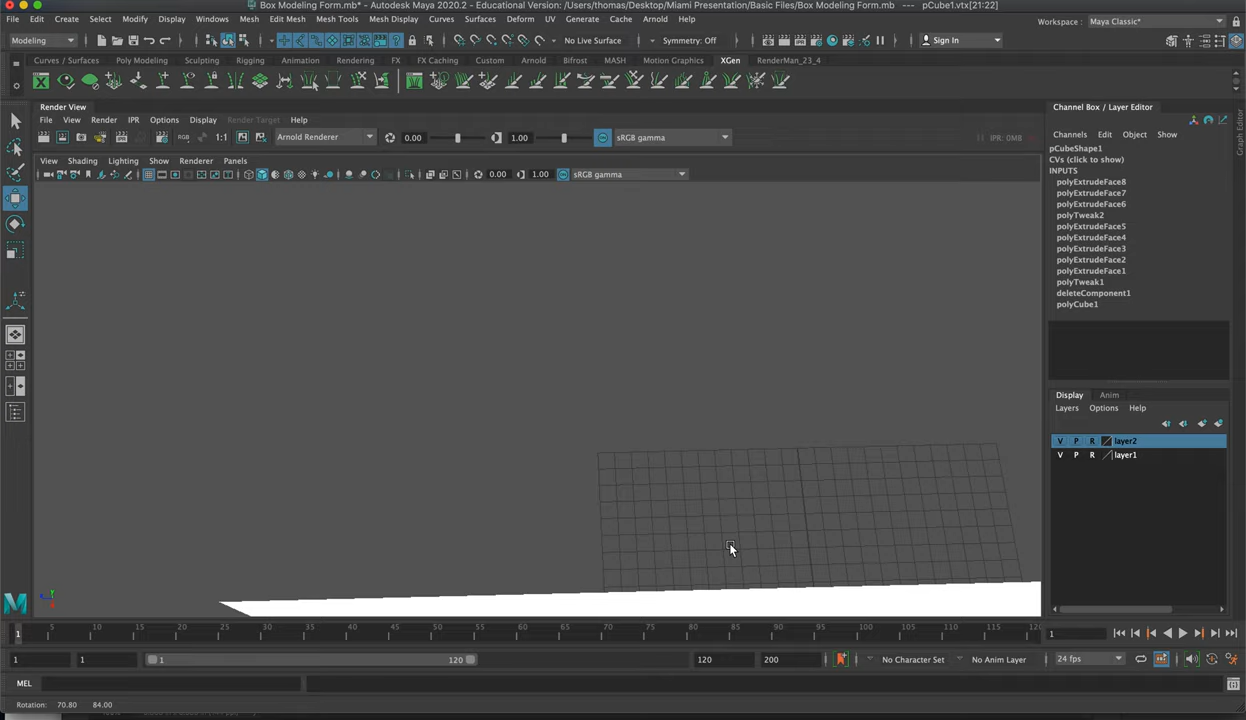 Box Modeling Form.mb* - Autodesk Maya 2020.2 - Educational Version: /Users/thomas/Desktop/Miami Presentation/Basic Files/Box Modeling Form.mb --- pCube1.vtx[21:22]
File Edit Create Select Modify Display Windows Mesh Edit Mesh Mesh Tools Mesh Display Curves Surfaces Deform UV Generate Cache Arnold Help Workspace : Maya Classic*
Modeling No Live Surface Symmetry: Off Sign In
Curves / Surfaces Poly Modeling Sculpting Rigging Animation Rendering FX FX Caching Custom Arnold Bifrost MASH Motion Graphics XGen RenderMan_23_4
Render View Channel Box / Layer Editor
File View Render IPR Options Display Render Target Help
Channels Edit Object Show
RGB 1:1 Arnold Renderer 0.00 1.00 sRGB gamma IPR: 0MB
View Shading Lighting Show Renderer Panels
0.00 1.00 sRGB gamma
pCubeShape1
CVs (click to show)
INPUTS
polyExtrudeFace8
polyExtrudeFace7
polyExtrudeFace6
polyTweak2
polyExtrudeFace5
polyExtrudeFace4
polyExtrudeFace3
polyExtrudeFace2
polyExtrudeFace1
polyTweak1
deleteComponent1
polyCube1
Graph Editor
Display Anim
Layers Options Help
V P R layer2
V P R layer1
1 5 10 15 20 25 30 35 40 45 50 55 60 65 70 75 80 85 90 95 100 105 110 115 120 1
1 1 1 120 120 200 No Character Set No Anim Layer 24 fps
MEL
Rotation: 70.80 84.00